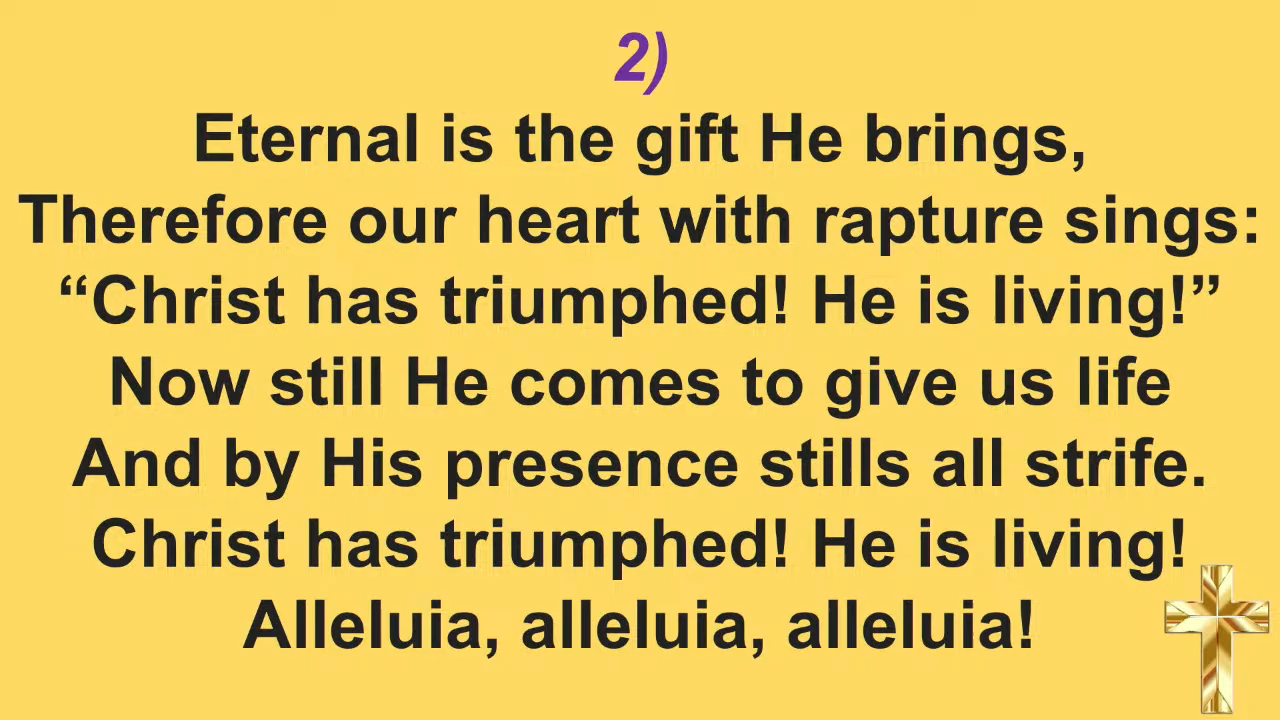 2)
Eternal is the gift He brings,
Therefore our heart with rapture sings:
“Christ has triumphed! He is living!”
Now still He comes to give us life
And by His presence stills all strife.
Christ has triumphed! He is living!
Alleluia, alleluia, alleluia!